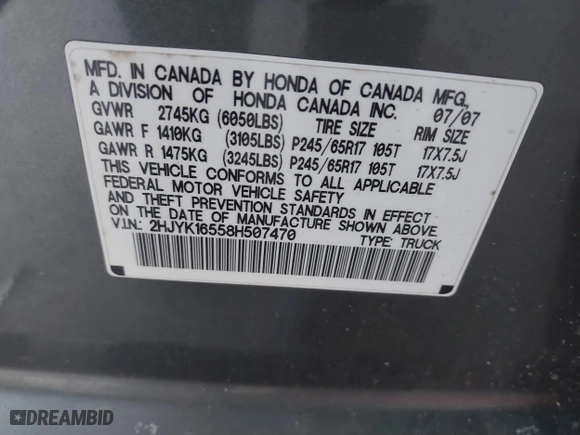 MFD. IN CANADA BY HONDA OF CANADA MFG.,
A DIVISION OF HONDA CANADA INC. 07/07
GVWR 2745KG (6050LBS) TIRE SIZE RIM SIZE
GAWR F 1410KG (3105LBS) P245/65R17 105T 17X7.5J
GAWR R 1475KG (3245LBS) P245/65R17 105T 17X7.5J
THIS VEHICLE CONFORMS TO ALL APPLICABLE
FEDERAL MOTOR VEHICLE SAFETY
AND THEFT PREVENTION STANDARDS IN EFFECT
ON THE DATE OF MANUFACTURE SHOWN ABOVE.
V.I.N.: 2HJYK16558H507470 TYPE: TRUCK
DREAMBID